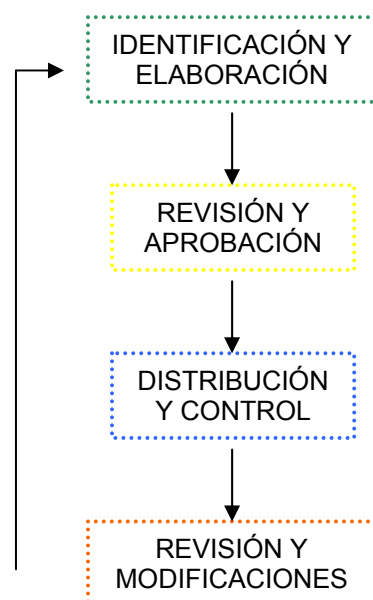 IDENTIFICACIÓN Y
ELABORACIÓN
REVISIÓN Y
APROBACIÓN
DISTRIBUCIÓN
Y CONTROL
REVISIÓN Y
MODIFICACIONES